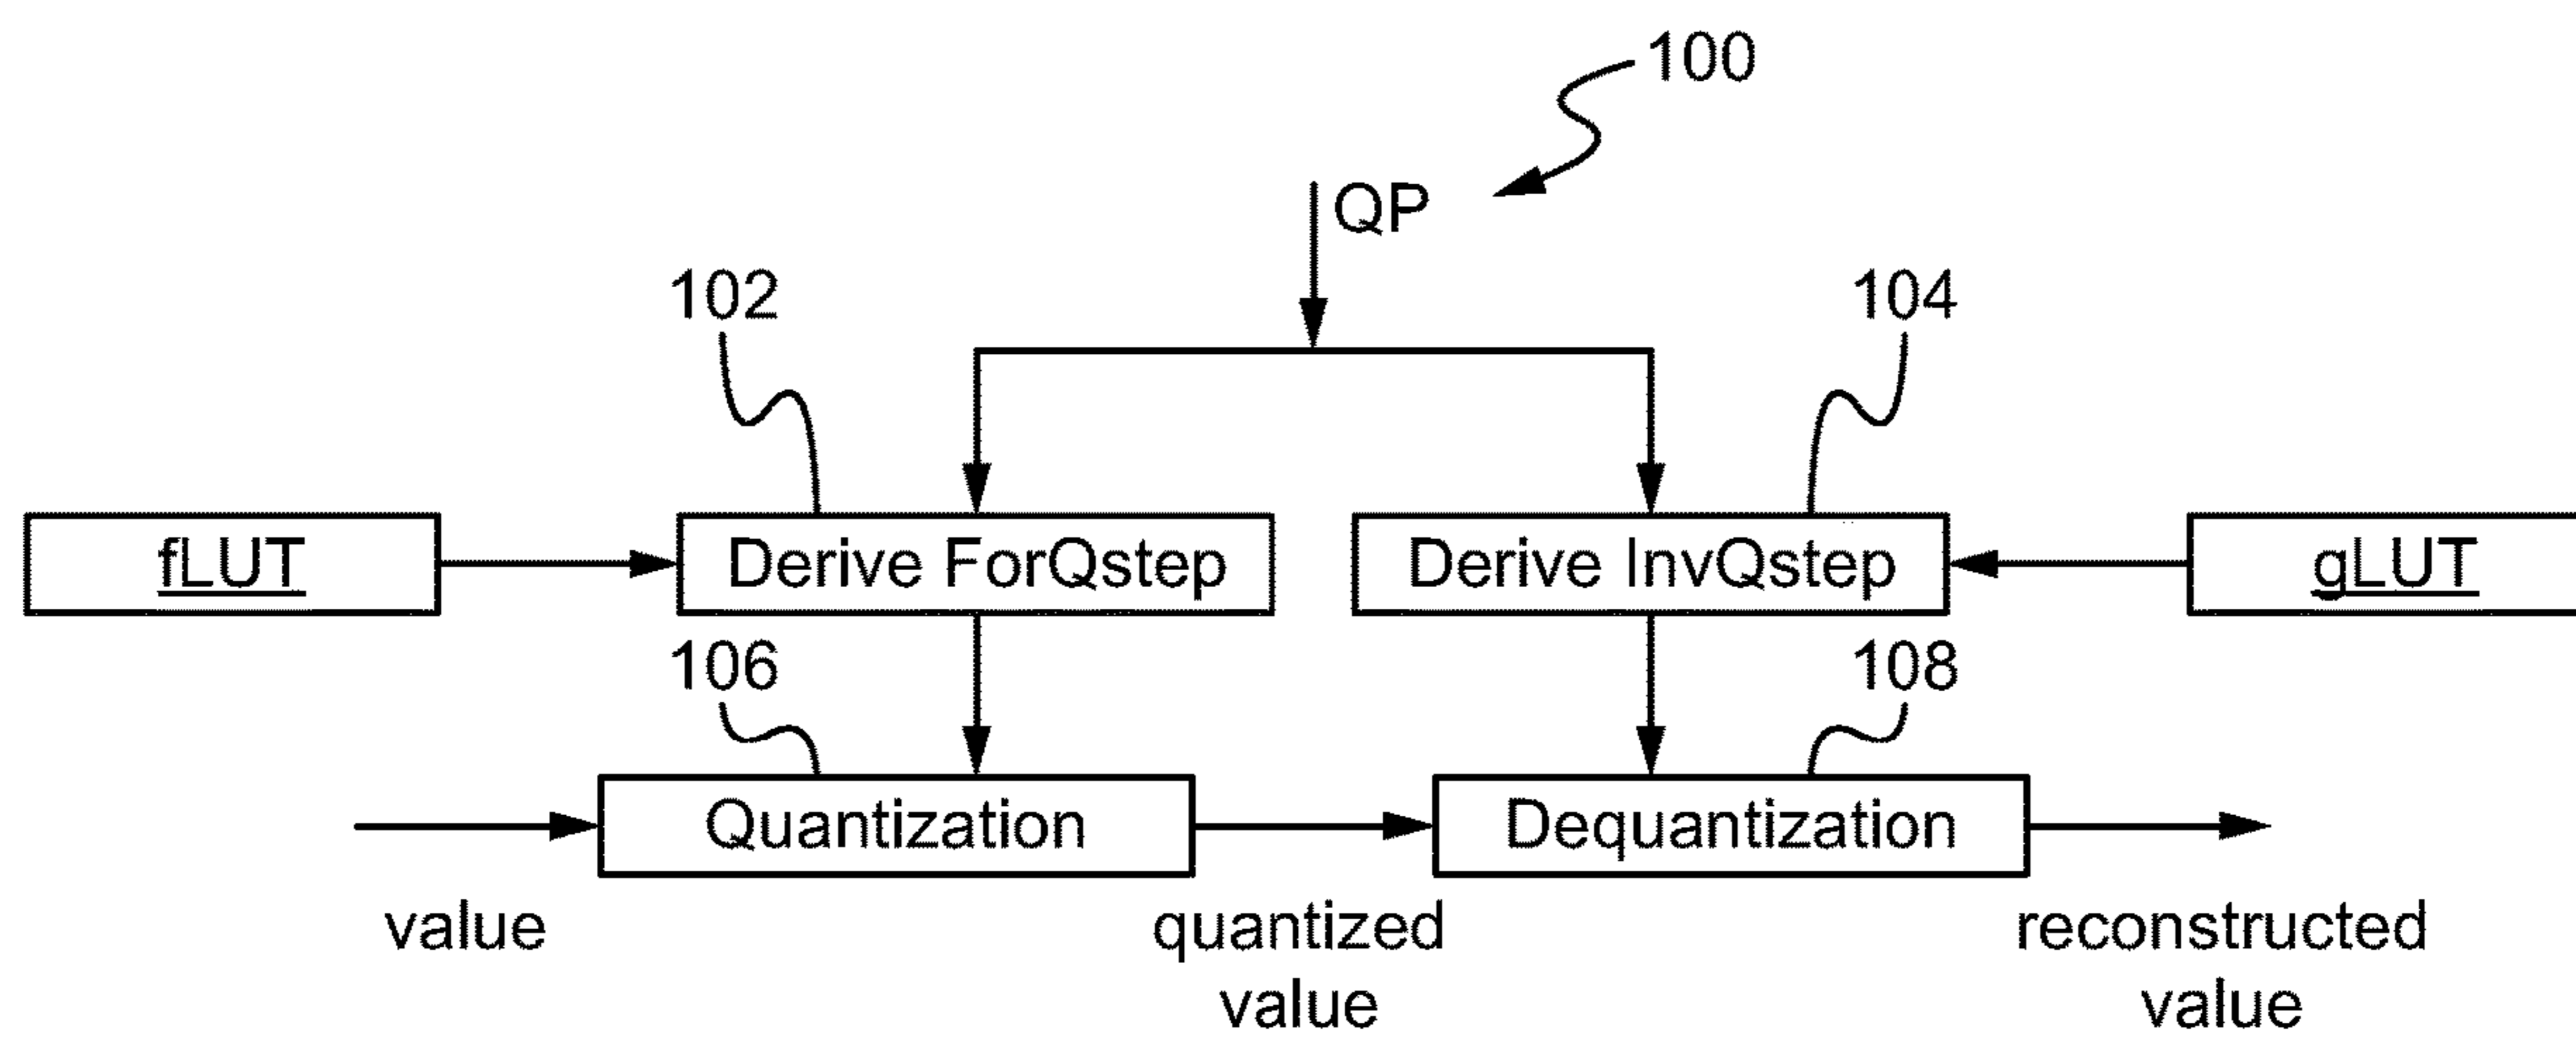 100
QP
102
104
fLUT
Derive ForQstep
Derive InvQstep
gLUT
106
108
Quantization
Dequantization
value
quantized
value
reconstructed
value